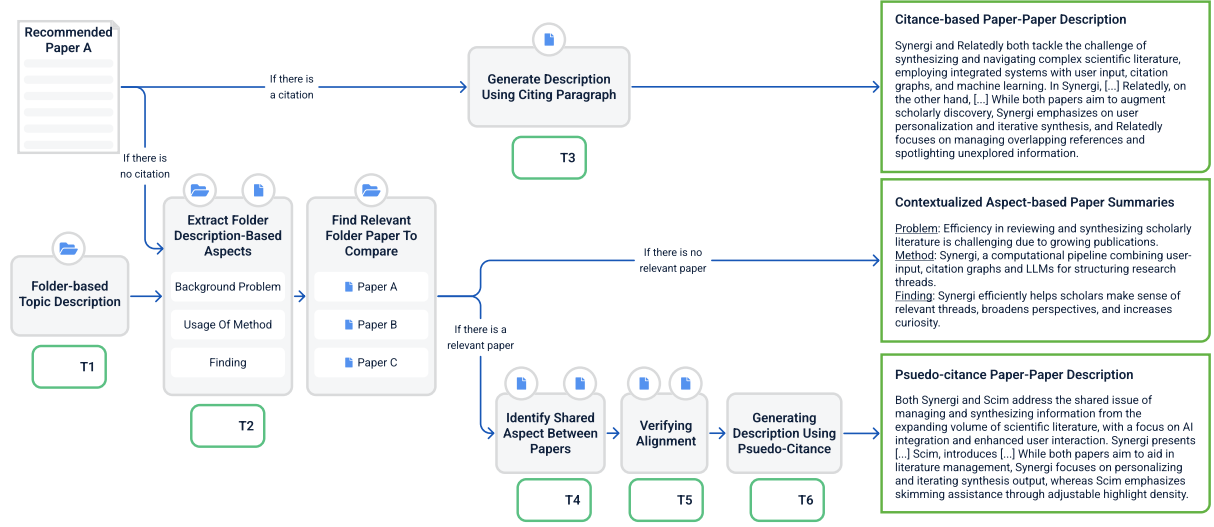 Recommended
Paper A
If there is
a citation
Generate Description
Using Citing Paragraph
T3
Citance-based Paper-Paper Description
Synergi and Relatedly both tackle the challenge of
synthesizing and navigating complex scientific literature,
employing integrated systems with user input, citation
graphs, and machine learning. In Synergi, [...] Relatedly, on
the other hand, [...] While both papers aim to augment
scholarly discovery, Synergi emphasizes on user
personalization and iterative synthesis, and Relatedly
focuses on managing overlapping references and
spotlighting unexplored information.
If there is
no citation
Folder-based
Topic Description
T1
Extract Folder
Description-Based
Aspects
Background Problem
Usage Of Method
Finding
T2
Find Relevant
Folder Paper To
Compare
Paper A
Paper B
Paper C
If there is no
relevant paper
Contextualized Aspect-based Paper Summaries
Problem: Efficiency in reviewing and synthesizing scholarly
literature is challenging due to growing publications.
Method: Synergi, a computational pipeline combining user-
input, citation graphs and LLMs for structuring research
threads.
Finding: Synergi efficiently helps scholars make sense of
relevant threads, broadens perspectives, and increases
curiosity.
If there is a
relevant paper
Identify Shared
Aspect Between
Papers
T4
Verifying
Alignment
T5
Generating
Description Using
Psuedo-Citance
T6
Psuedo-citance Paper-Paper Description
Both Synergi and Scim address the shared issue of
managing and synthesizing information from the
expanding volume of scientific literature, with a focus on AI
integration and enhanced user interaction. Synergi presents
[...] Scim, introduces [...] While both papers aim to aid in
literature management, Synergi focuses on personalizing
and iterating synthesis output, whereas Scim emphasizes
skimming assistance through adjustable highlight density.